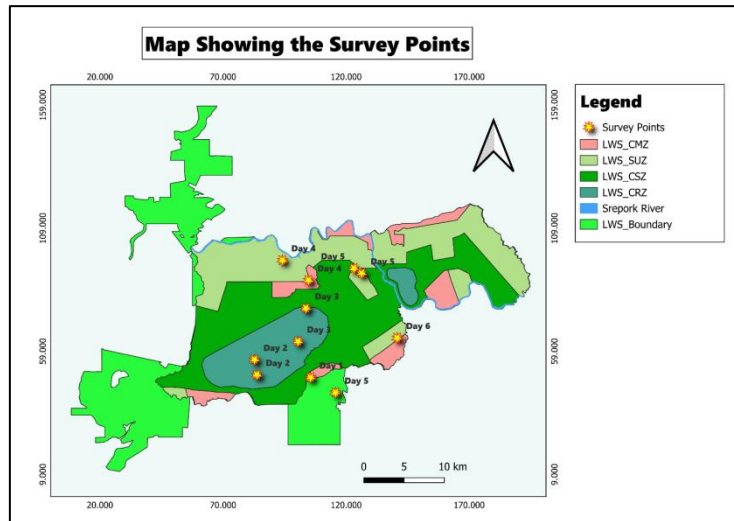 Map Showing the Survey Points
20.000 70.000 120.000 170.000
159.000
109.000
59.000
9.000
159.000
109.000
59.000
9.000
Day 4
Day 5
Day 5
Day 4
Day 3
Day 6
Day 3
Day 2
Day 2
Day 5
0 5 10 km
20.000 70.000 120.000 170.000
Legend
Survey Points
LWS_CMZ
LWS_SUZ
LWS_CSZ
LWS_CRZ
Srepork River
LWS_Boundary